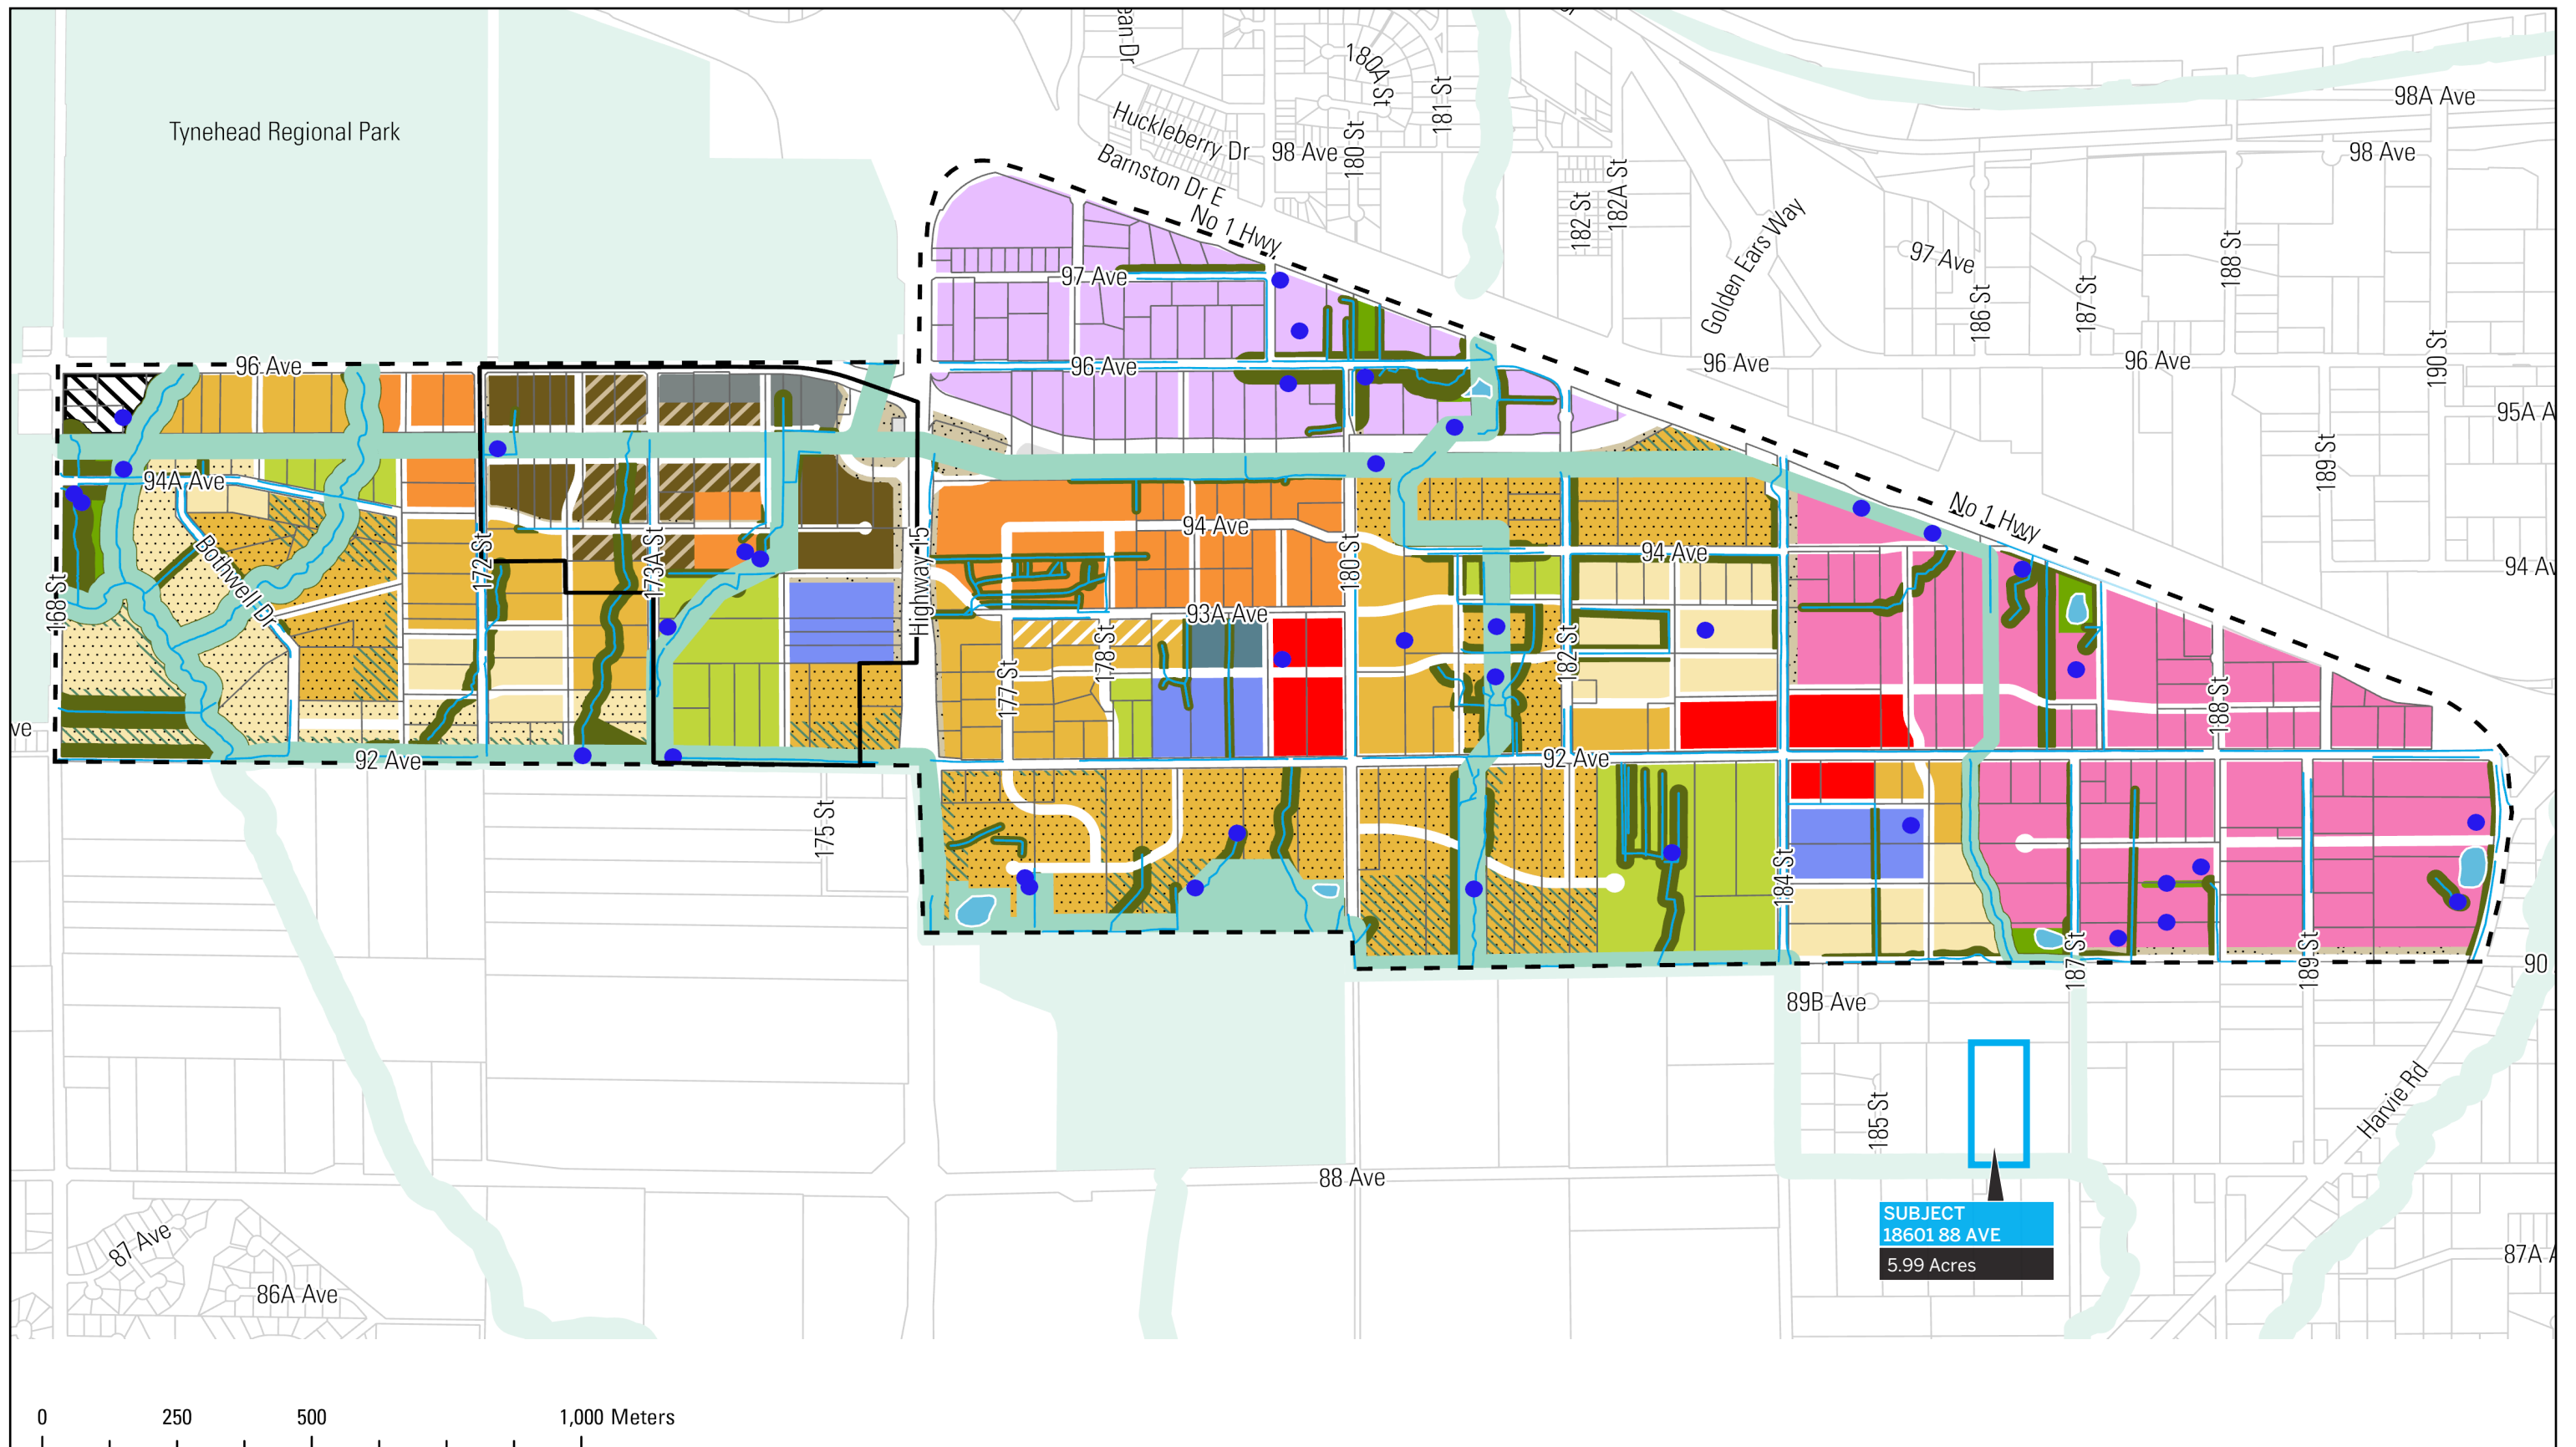 ean Dr
180A St
181 St
98A Ave
Tynehead Regional Park
Huckleberry Dr
98 Ave
180 St
98 Ave
Barnston Dr E
182A St
182 St
No 1 Hwy
Golden Ears Way
97 Ave
188 St
97 Ave
186 St
187 St
96 Ave
96 Ave
96 Ave
96 Ave
190 St
95A A
94A Ave
189 St
No 1 Hwy
94 Ave
94 Ave
94 Av
172 St
173A St
Highway 15
180 St
Bothwell Dr
168 St
93A Ave
178 St
182 St
177 St
188 St
ve
92 Ave
92 Ave
175 St
184 St
187 St
189 St
90
89B Ave
185 St
Harvie Rd
88 Ave
SUBJECT
18601 88 AVE
5.99 Acres
87 Ave
86A Ave
87A A
0 250 500 1,000 Meters